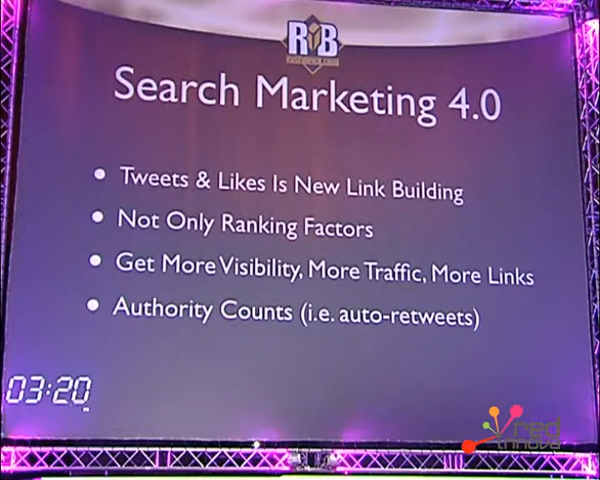 RB
Search Marketing 4.0
Tweets & Likes Is New Link Building
Not Only Ranking Factors
Get More Visibility, More Traffic, More Links
Authority Counts (i.e. auto-retweets)
03:20
red
innova